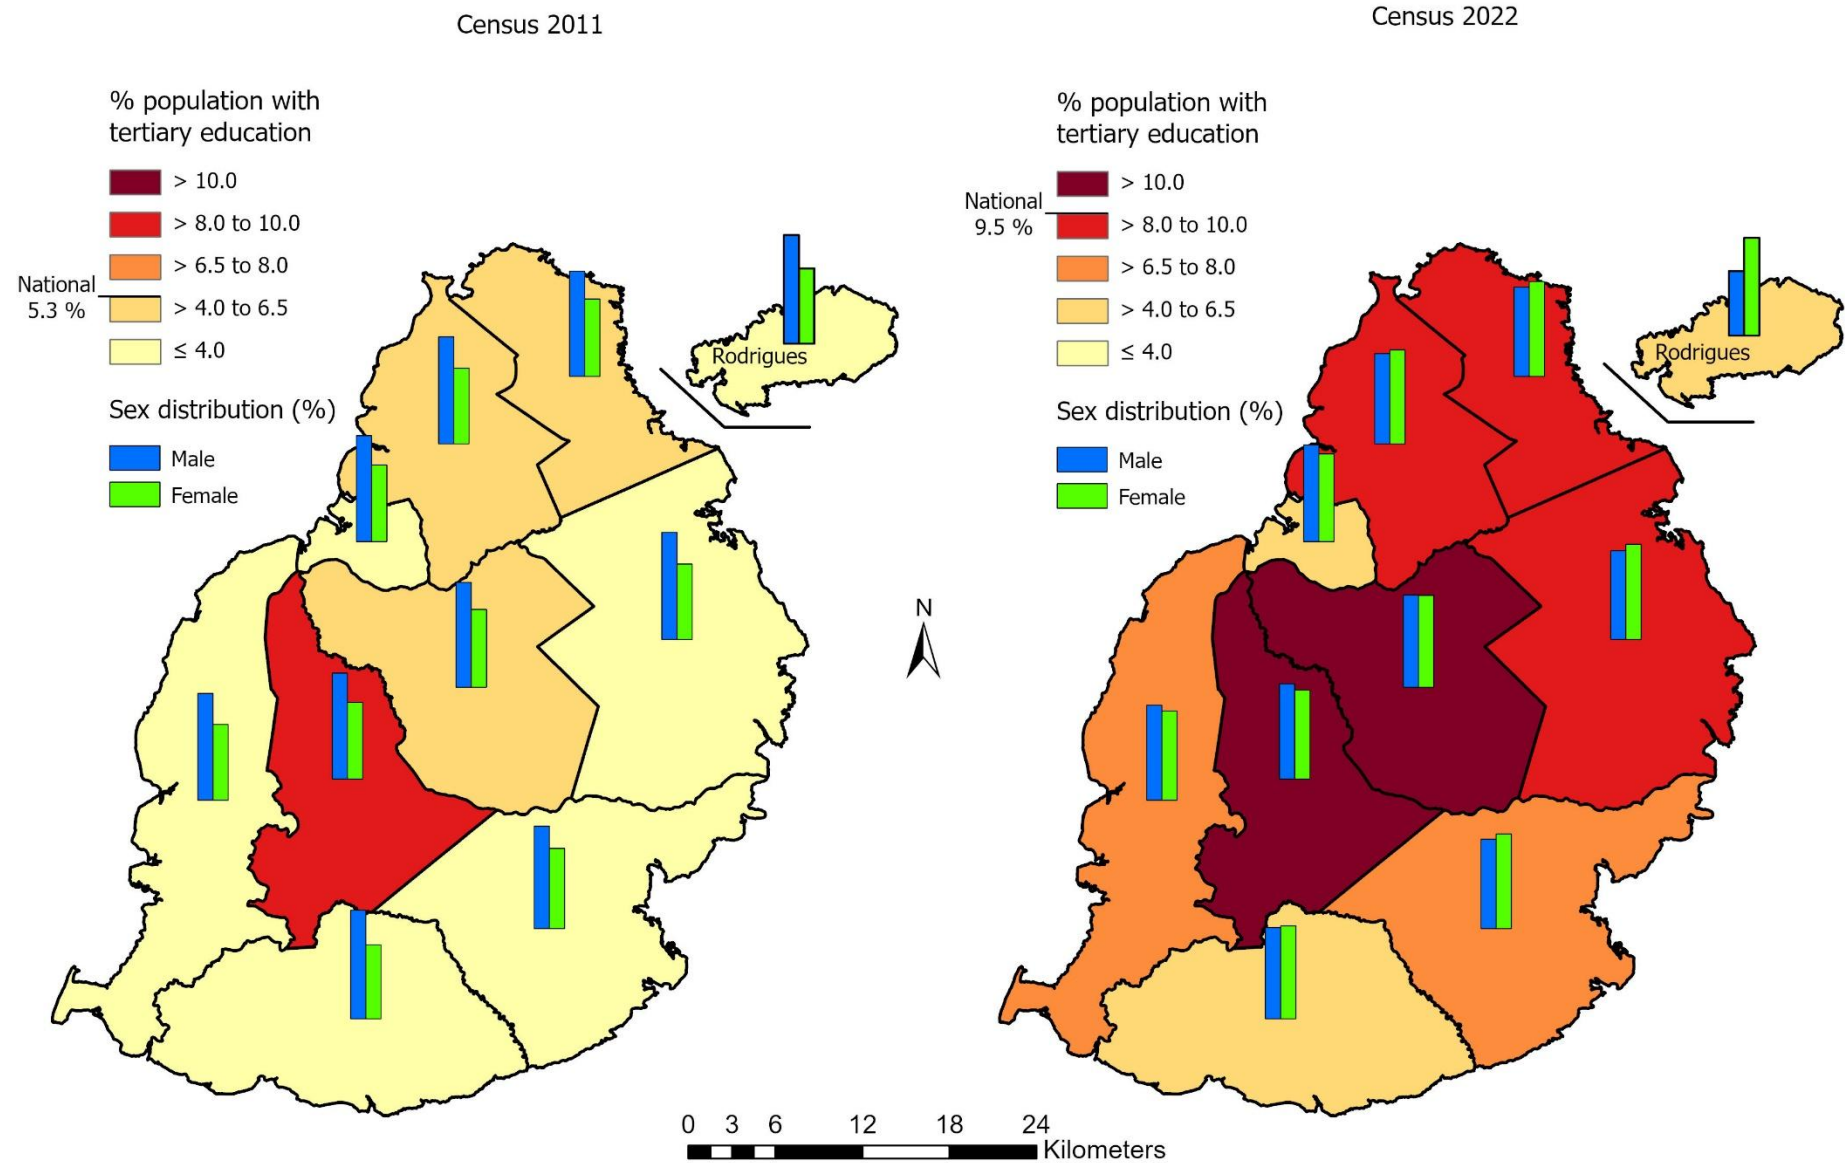 Census 2011
% population with
tertiary education
> 10.0
> 8.0 to 10.0
> 6.5 to 8.0
> 4.0 to 6.5
≤ 4.0
National
5.3 %
Sex distribution (%)
Male
Female
Rodrigues
Census 2022
% population with
tertiary education
> 10.0
> 8.0 to 10.0
> 6.5 to 8.0
> 4.0 to 6.5
≤ 4.0
National
9.5 %
Sex distribution (%)
Male
Female
Rodrigues
N
0 3 6 12 18 24
Kilometers